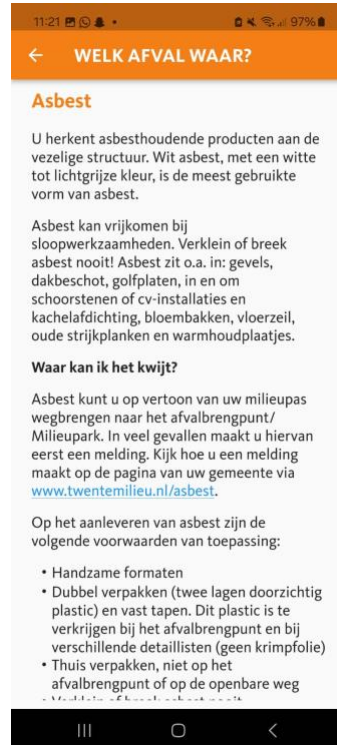 11:21
97%
WELK AFVAL WAAR?
Asbest
U herkent asbesthoudende producten aan de
vezelige structuur. Wit asbest, met een witte
tot lichtgrijze kleur, is de meest gebruikte
vorm van asbest.
Asbest kan vrijkomen bij
sloopwerkzaamheden. Verklein of breek
asbest nooit! Asbest zit o.a. in: gevels,
dakbeschot, golfplaten, in en om
schoorstenen of cv-installaties en
kachelafdichting, bloembakken, vloerzeil,
oude strijkplanken en warmhoudplaatjes.
Waar kan ik het kwijt?
Asbest kunt u op vertoon van uw milieupas
wegbrengen naar het afvalbrengpunt/
Milieupark. In veel gevallen maakt u hiervan
eerst een melding. Kijk hoe u een melding
maakt op de pagina van uw gemeente via
www.twentemilieu.nl/asbest.
Op het aanleveren van asbest zijn de
volgende voorwaarden van toepassing:
• Handzame formaten
• Dubbel verpakken (twee lagen doorzichtig
plastic) en vast tapen. Dit plastic is te
verkrijgen bij het afvalbrengpunt en bij
verschillende detaillisten (geen krimpfolie)
• Thuis verpakken, niet op het
afvalbrengpunt of op de openbare weg
• Verklein of breek asbest nooit